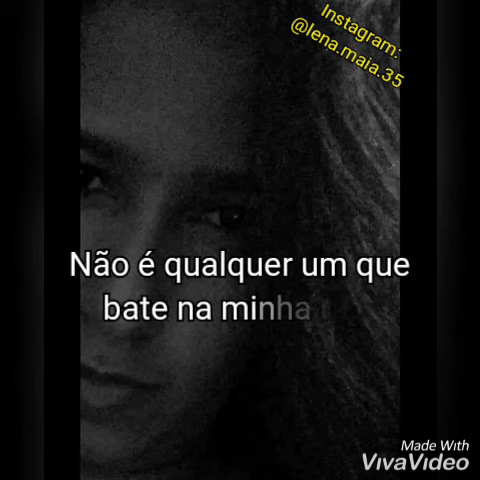 Instagram:
@lena.maia.35
Não é qualquer um que
bate na minha
Made With
VivaVideo